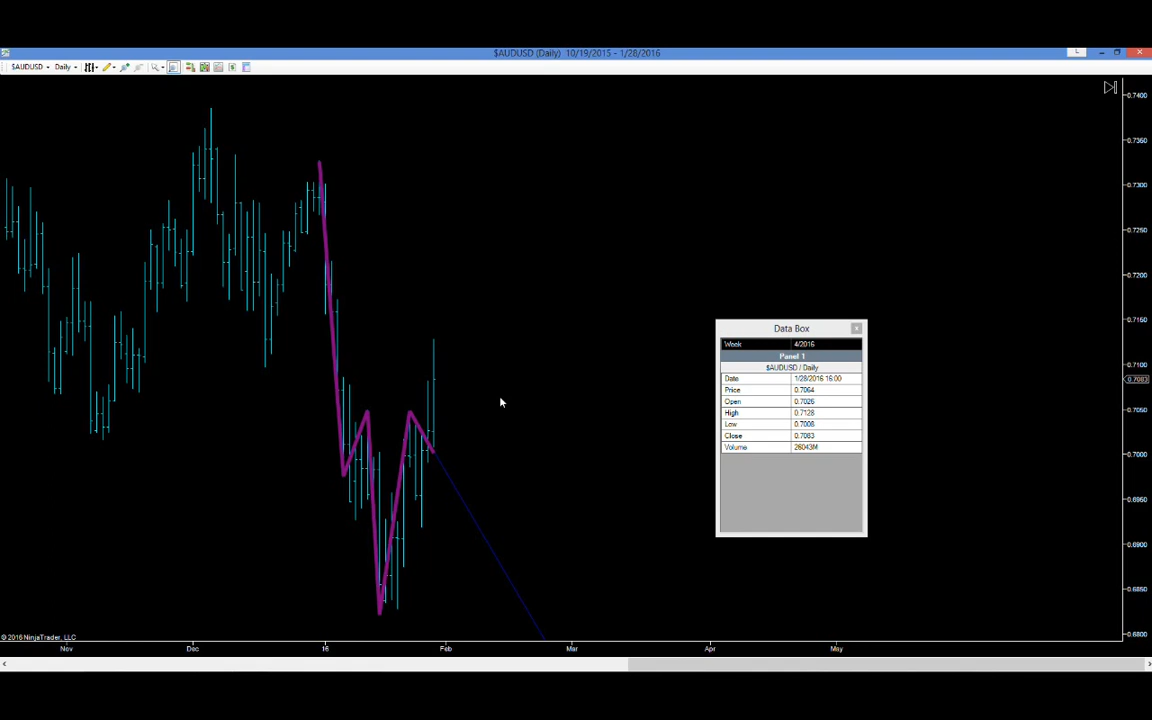 $AUDUSD (Daily) 10/19/2015 - 1/28/2016
L
$AUDUSD Daily
0.7400
0.7350
0.7300
0.7250
0.7200
0.7150
0.7100
0.7083
0.7050
0.7000
0.6950
0.6900
0.6850
0.6800
Data Box
Week 4/2016
Panel 1
$AUDUSD / Daily
Date 1/28/2016 16:00
Price 0.7064
Open 0.7026
High 0.7128
Low 0.7008
Close 0.7083
Volume 26043M
© 2016 NinjaTrader, LLC
Nov Dec 16 Feb Mar Apr May